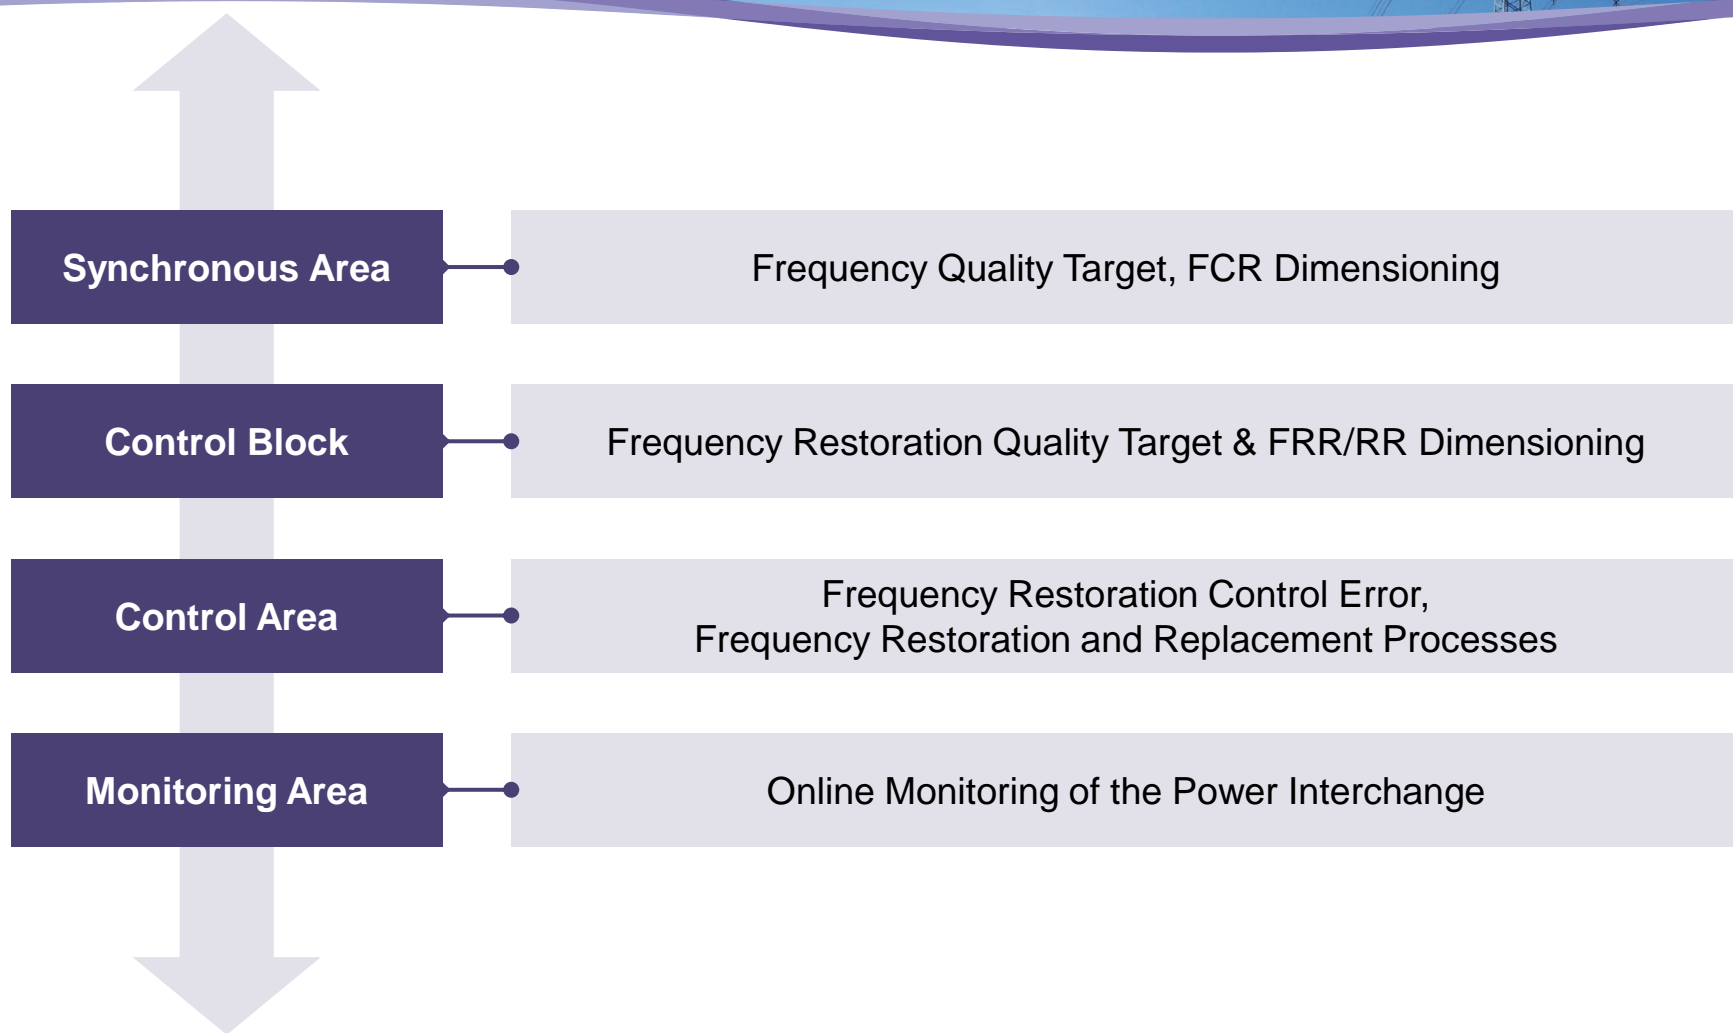 Synchronous Area
Frequency Quality Target, FCR Dimensioning
Control Block
Frequency Restoration Quality Target & FRR/RR Dimensioning
Control Area
Frequency Restoration Control Error,
Frequency Restoration and Replacement Processes
Monitoring Area
Online Monitoring of the Power Interchange